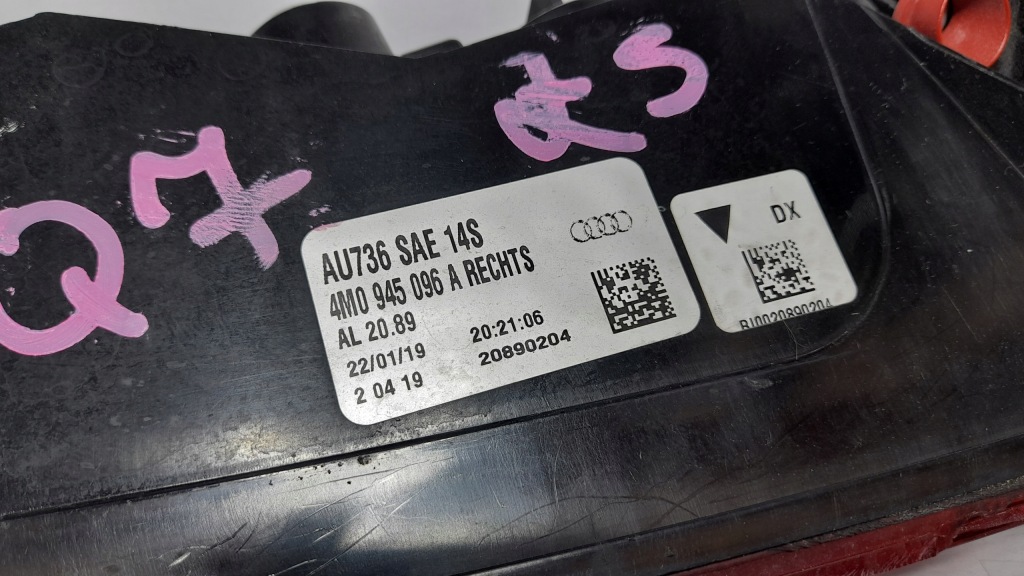 Q7 RS
AU736 SAE 14S
4M0 945 096 A RECHTS
AL 20.89
22/01/19 20:21:06
2 04 19 20890204
DX